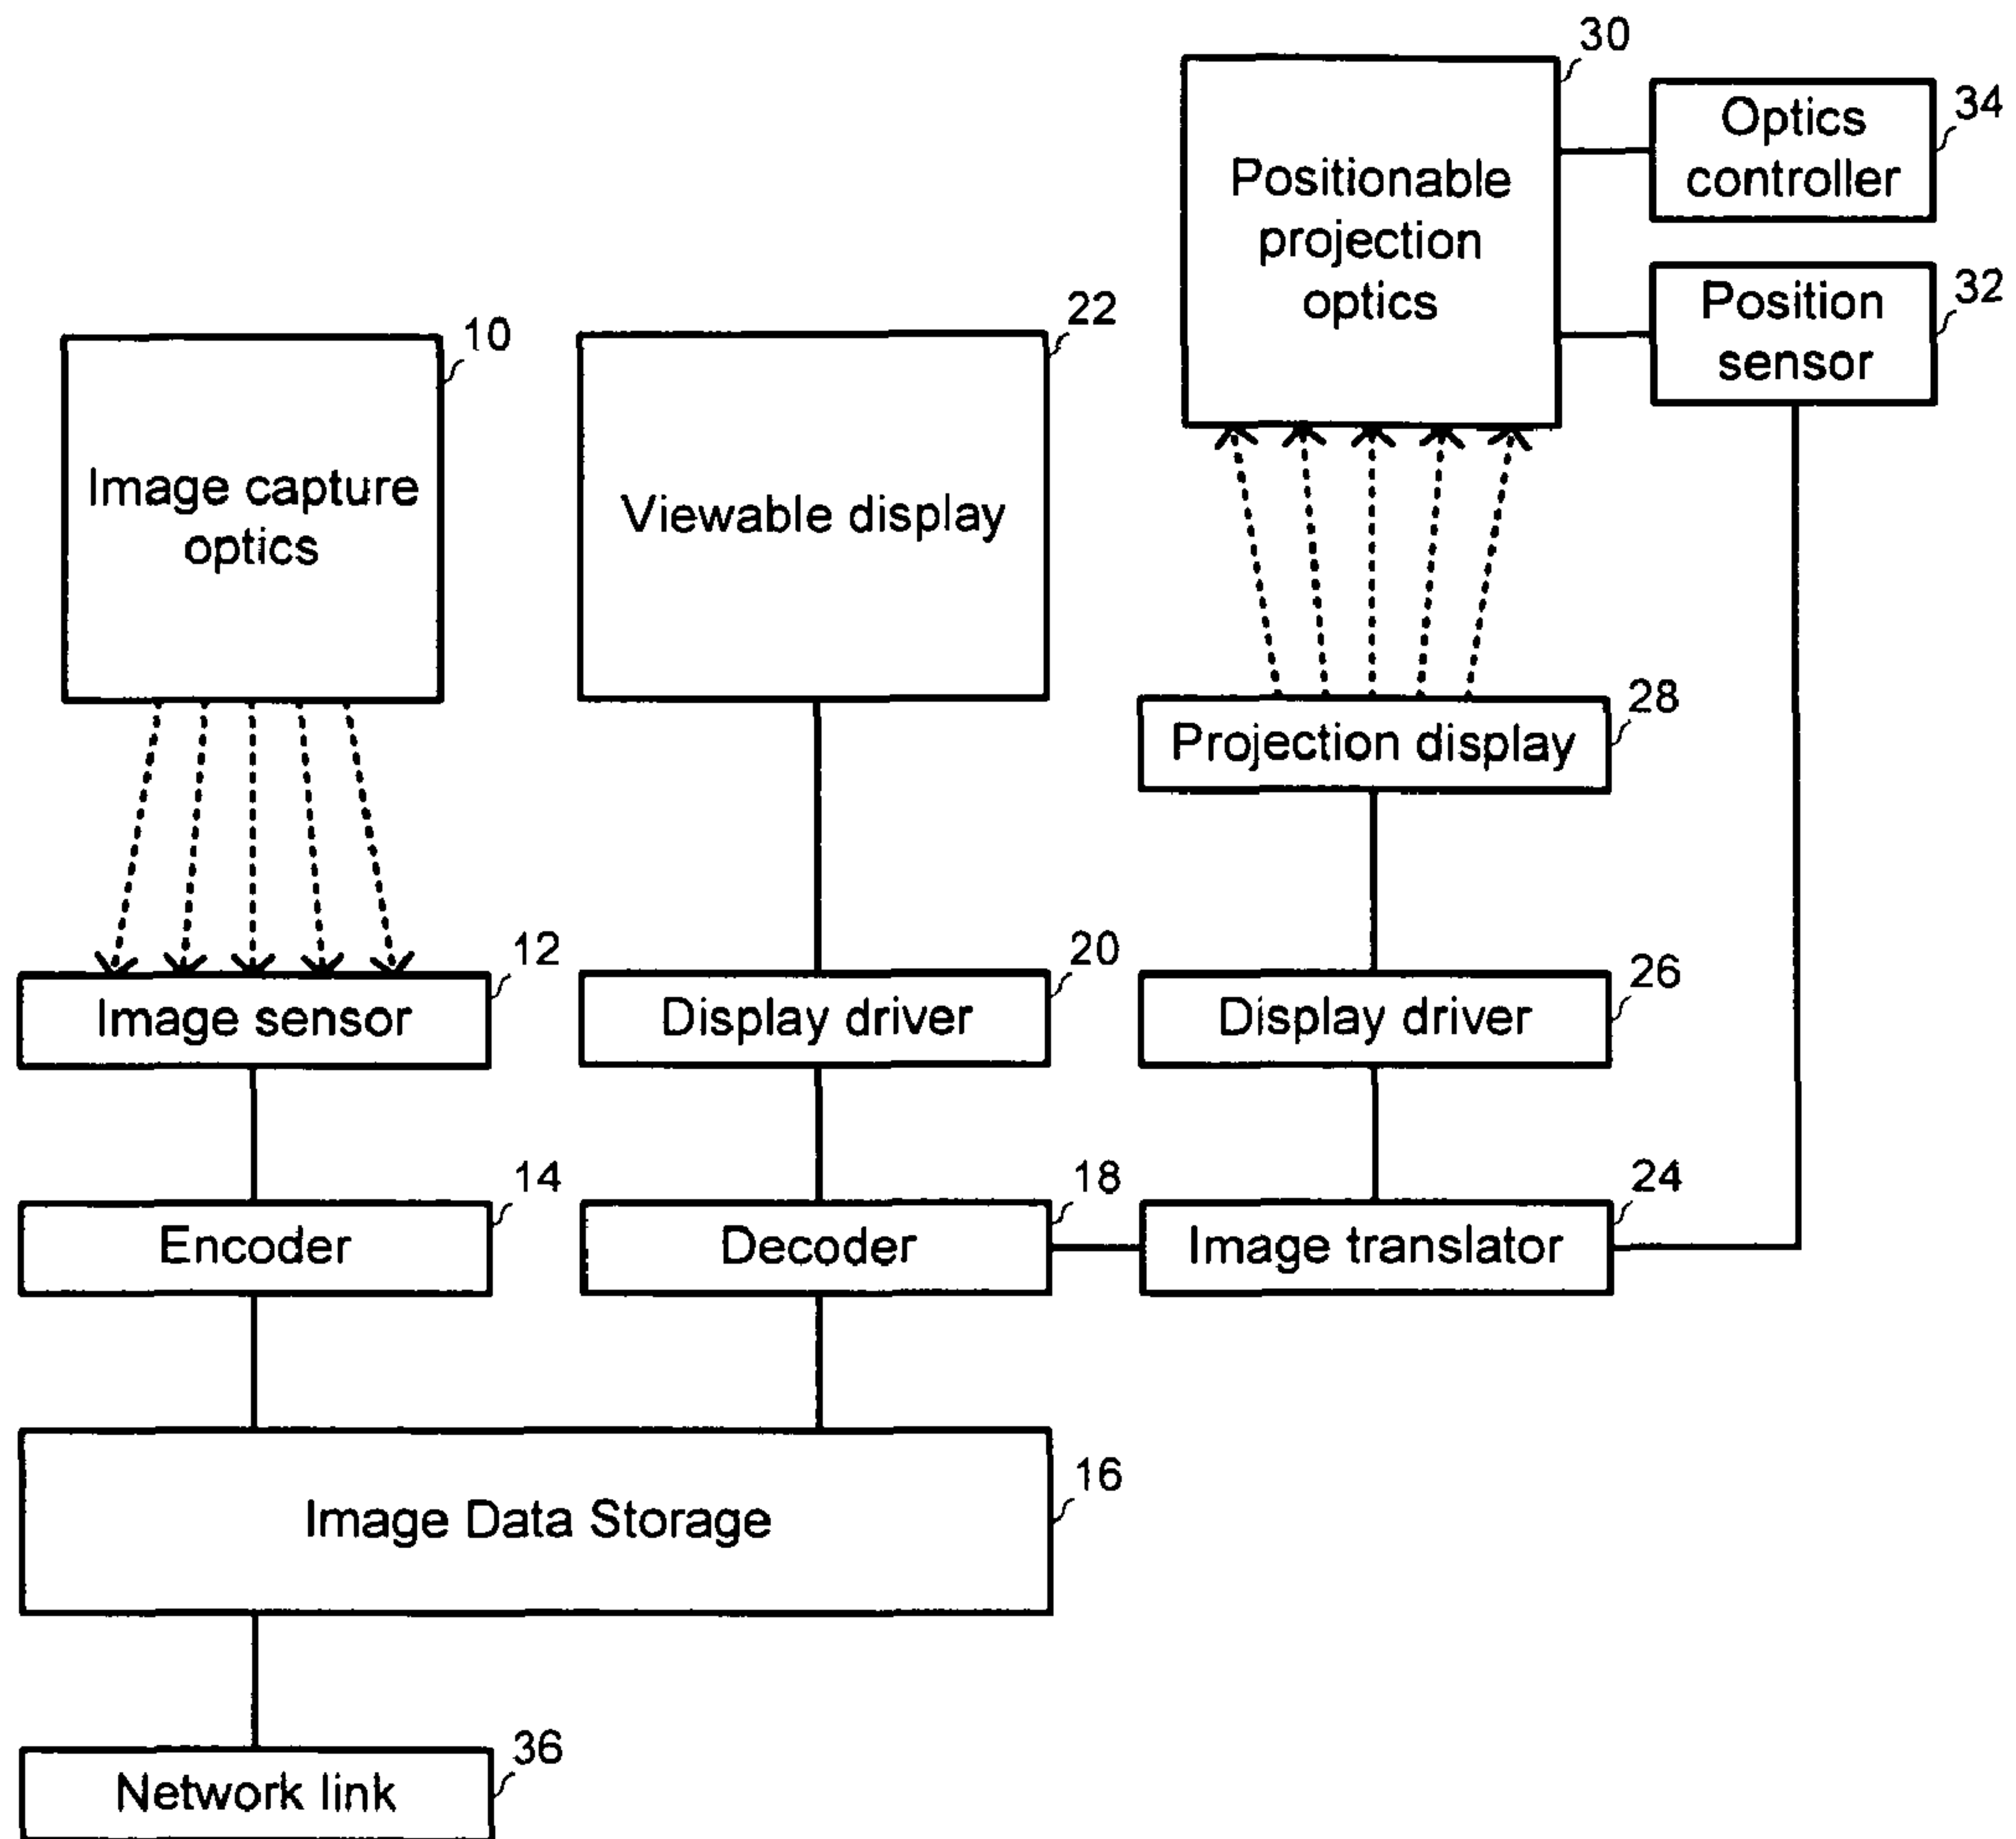 30
Positionable
projection
optics
Optics
controller
34
Position
sensor
32
10
Image capture
optics
22
Viewable display
28
Projection display
12
Image sensor
20
Display driver
26
Display driver
14
Encoder
18
Decoder
24
Image translator
16
Image Data Storage
36
Network link